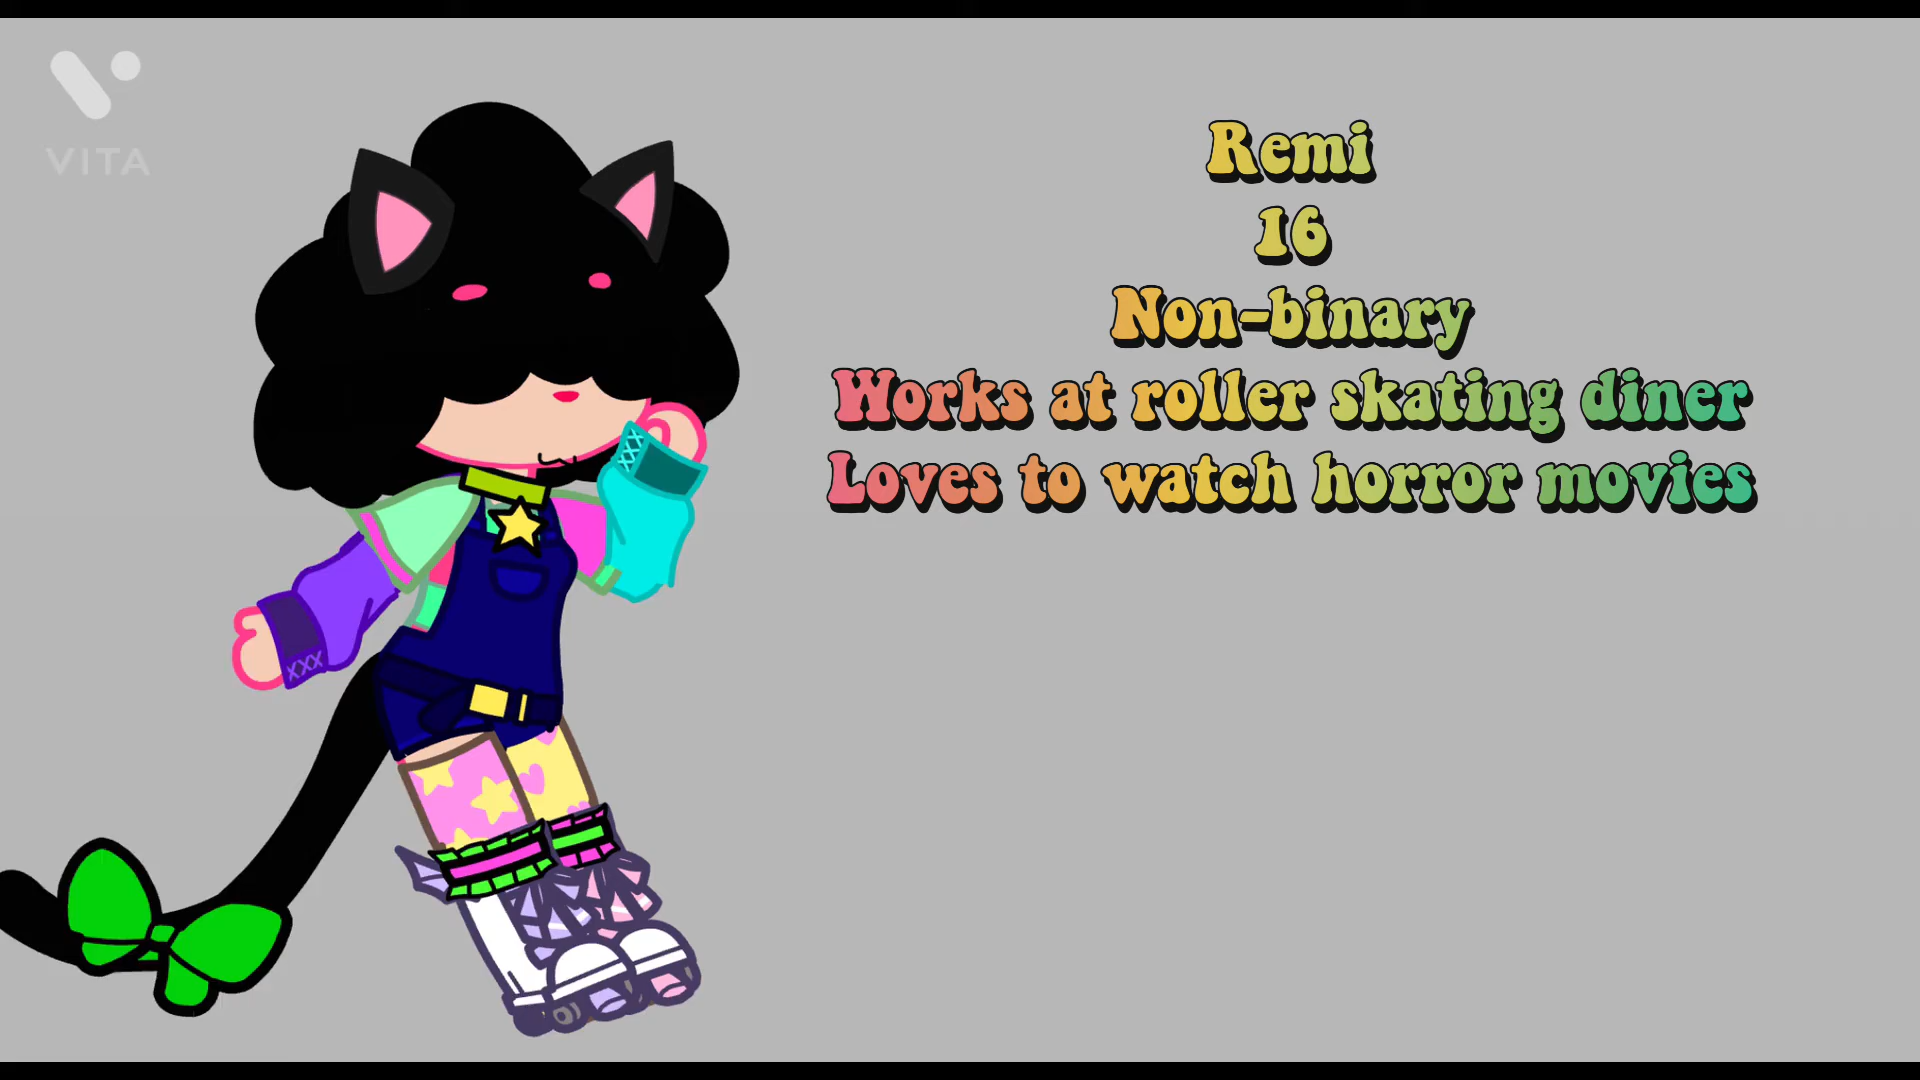 VITA
Remi
16
Non-binary
Works at roller skating diner
Loves to watch horror movies